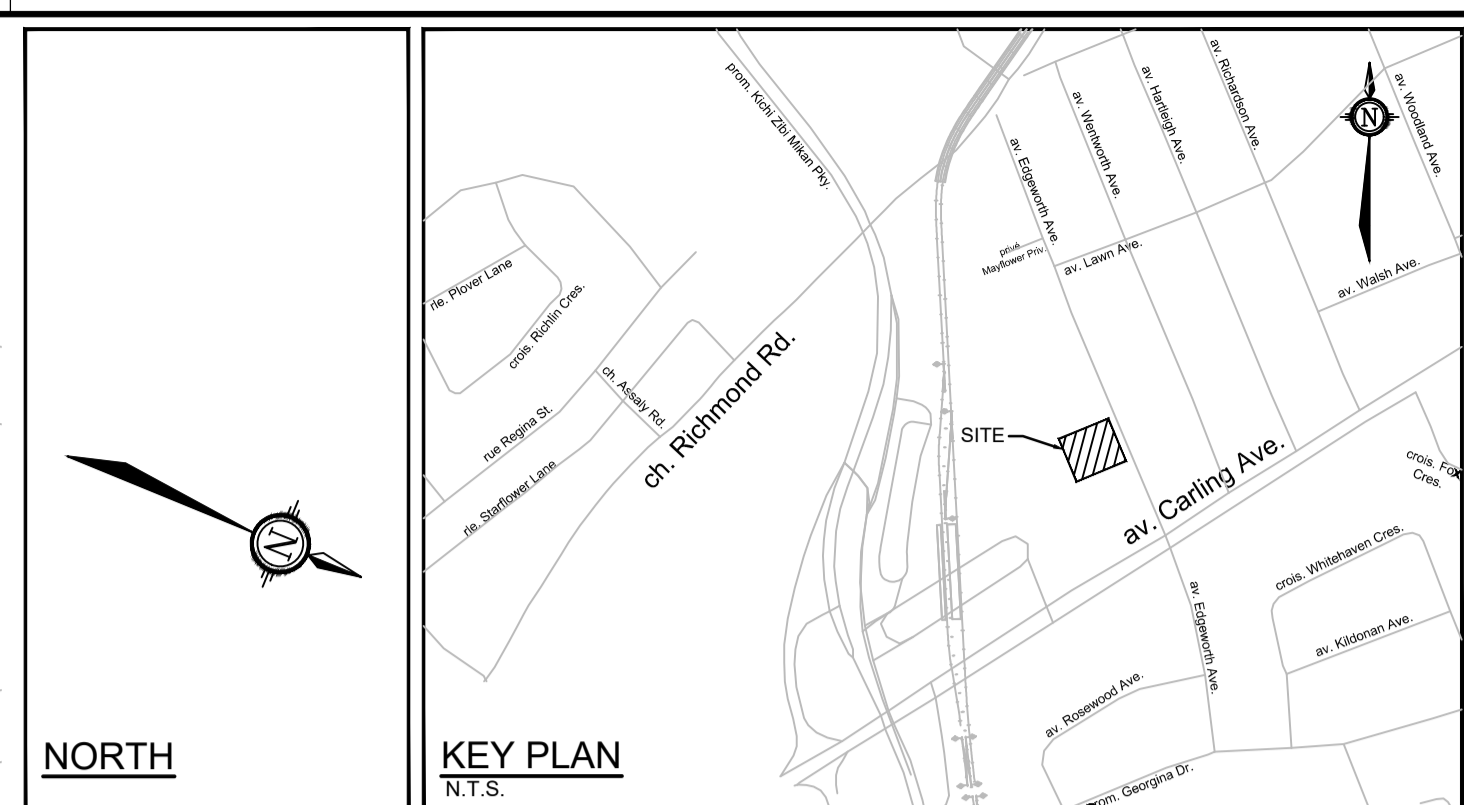 N
NORTH
prom. Kichi Zibi Mikan Pky.
av. Richardson Ave.
av. Hartleigh Ave.
av. Wentworth Ave.
av. Woodland Ave.
N
av. Edgeworth Ave.
privé
Mayflower Priv.
av. Lawn Ave.
av. Walsh Ave.
rle. Plover Lane
crois. Richlin Cres.
ch. Assaly Rd.
ch. Richmond Rd.
rue Regina St.
rle. Starflower Lane
SITE
av. Carling Ave.
crois. Fox
Cres.
crois. Whitehaven Cres.
av. Edgeworth Ave.
av. Kildonan Ave.
av. Rosewood Ave.
prom. Georgina Dr.
KEY PLAN
N.T.S.